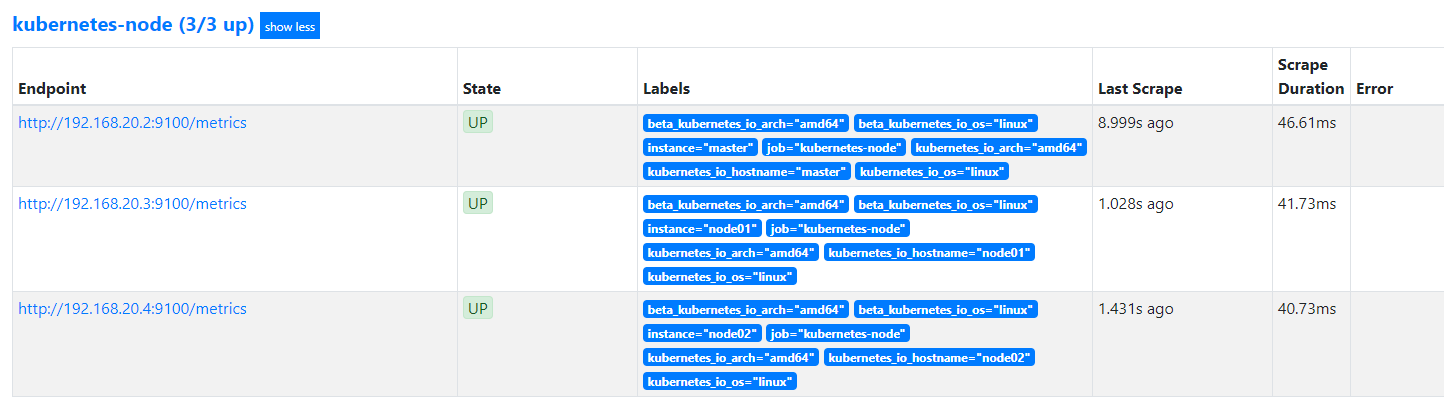 kubernetes-node (3/3 up) show less
Endpoint State Labels Last Scrape Scrape Duration Error
http://192.168.20.2:9100/metrics UP beta_kubernetes_io_arch="amd64" beta_kubernetes_io_os="linux" 8.999s ago 46.61ms
instance="master" job="kubernetes-node" kubernetes_io_arch="amd64"
kubernetes_io_hostname="master" kubernetes_io_os="linux"
http://192.168.20.3:9100/metrics UP beta_kubernetes_io_arch="amd64" beta_kubernetes_io_os="linux" 1.028s ago 41.73ms
instance="node01" job="kubernetes-node"
kubernetes_io_arch="amd64" kubernetes_io_hostname="node01"
kubernetes_io_os="linux"
http://192.168.20.4:9100/metrics UP beta_kubernetes_io_arch="amd64" beta_kubernetes_io_os="linux" 1.431s ago 40.73ms
instance="node02" job="kubernetes-node"
kubernetes_io_arch="amd64" kubernetes_io_hostname="node02"
kubernetes_io_os="linux"